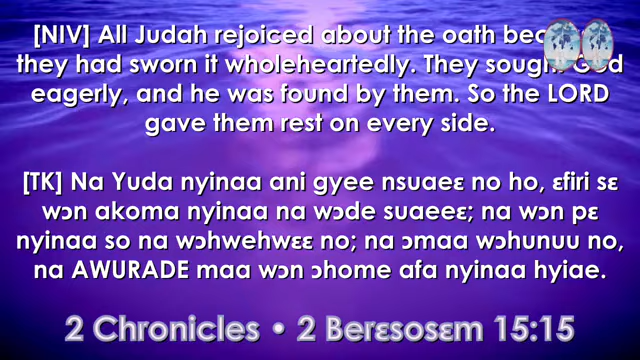 [NIV] All Judah rejoiced about the oath
they had sworn it wholeheartedly. They sought God
eagerly, and he was found by them. So the LORD
gave them rest on every side.
[TK] Na Yuda nyinaa ani gyee nsuaeɛ no ho, ɛfiri sɛ
wɔn akoma nyinaa na wɔde suaeeɛ; na wɔn pɛ
nyinaa so na wɔhwehwɛɛ no; na ɔmaa wɔhunuu no,
na AWURADE maa wɔn ɔhome afa nyinaa hyiae.
2 Chronicles • 2 Berɛsosɛm 15:15